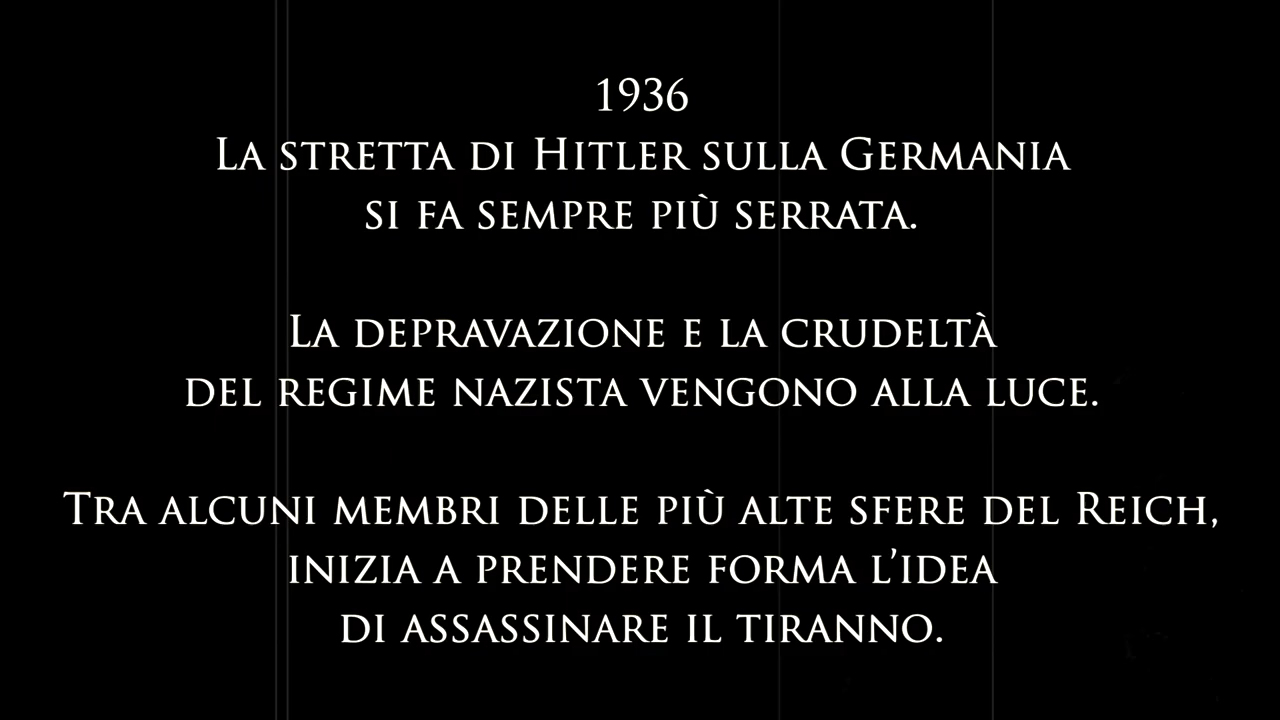 1936
La stretta di Hitler sulla Germania
si fa sempre più serrata.
La depravazione e la crudeltà
del regime nazista vengono alla luce.
Tra alcuni membri delle più alte sfere del Reich,
inizia a prendere forma l’idea
di assassinare il tiranno.